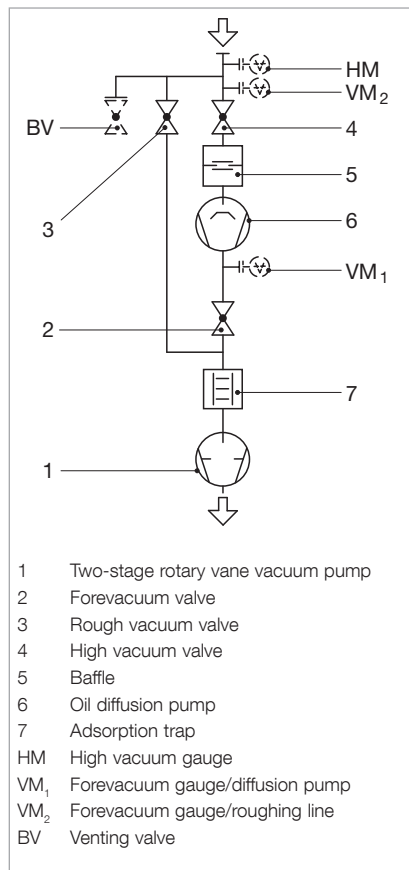 HM
VM₂
BV
4
5
3
6
VM₁
2
7
1
1 Two-stage rotary vane vacuum pump
2 Forevacuum valve
3 Rough vacuum valve
4 High vacuum valve
5 Baffle
6 Oil diffusion pump
7 Adsorption trap
HM High vacuum gauge
VM₁ Forevacuum gauge/diffusion pump
VM₂ Forevacuum gauge/roughing line
BV Venting valve